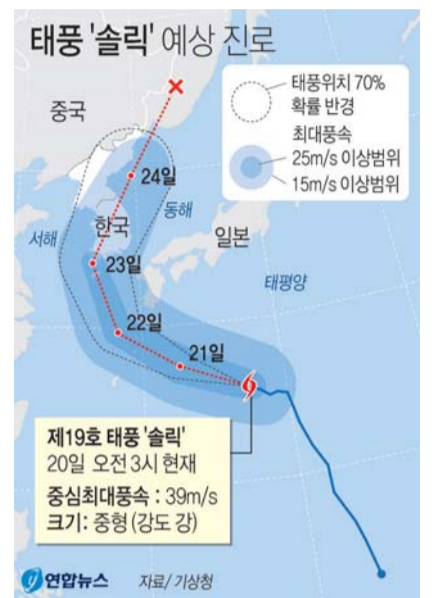 태풍 '솔릭' 예상 진로
중국
태풍위치 70%
확률 반경
최대풍속
25m/s 이상범위
15m/s 이상범위
24일
동해
한국
서해
일본
23일
태평양
22일
21일
제19호 태풍 '솔릭'
20일 오전 3시 현재
중심최대풍속 : 39m/s
크기 : 중형 (강도 강)
연합뉴스
자료/ 기상청